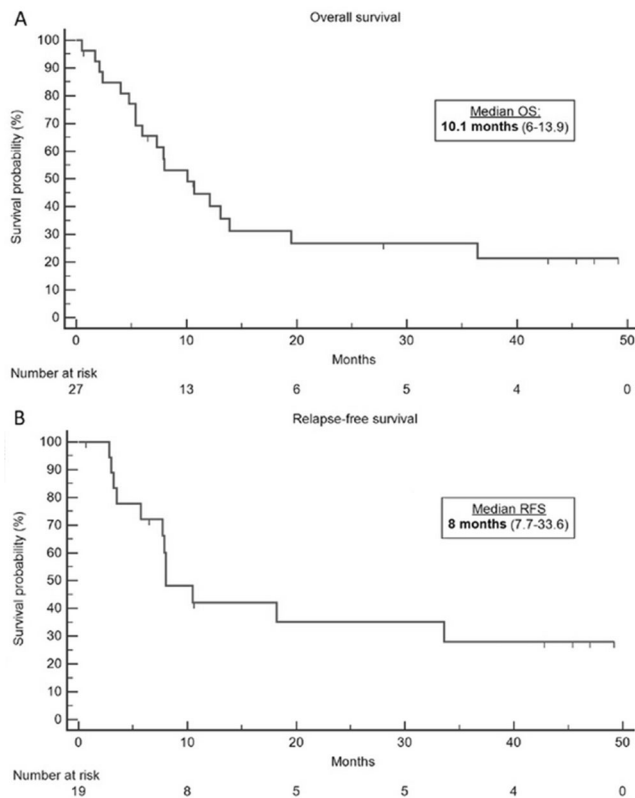 A
Overall survival
Survival probability (%)
100
90
80
70
60
50
40
30
20
10
0
Median OS:
10.1 months (6-13.9)
0 10 20 30 40 50
Months
Number at risk
27 13 6 5 4 0
B
Relapse-free survival
Survival probability (%)
100
90
80
70
60
50
40
30
20
10
0
Median RFS
8 months (7.7-33.6)
0 10 20 30 40 50
Months
Number at risk
19 8 5 5 4 0